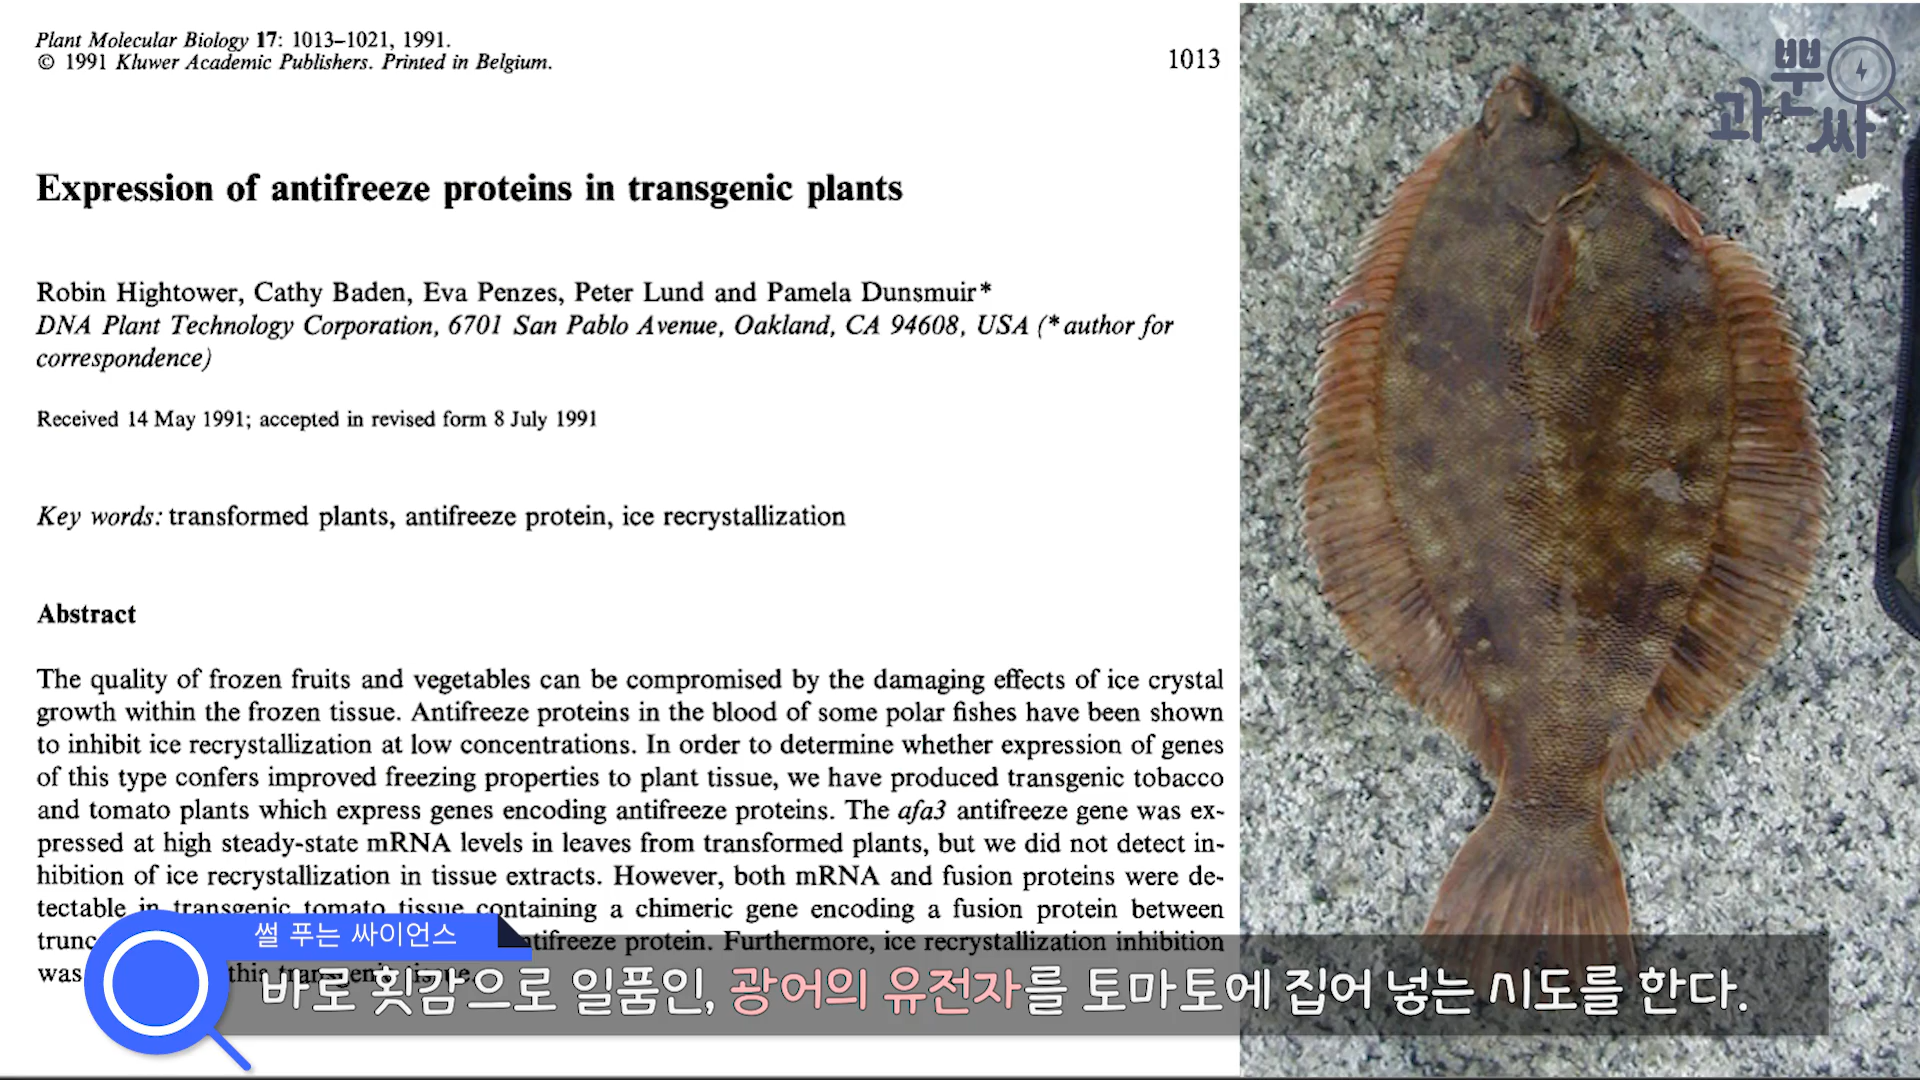 Plant Molecular Biology 17: 1013–1021, 1991.
© 1991 Kluwer Academic Publishers. Printed in Belgium.
1013
Expression of antifreeze proteins in transgenic plants
Robin Hightower, Cathy Baden, Eva Penzes, Peter Lund and Pamela Dunsmuir*
DNA Plant Technology Corporation, 6701 San Pablo Avenue, Oakland, CA 94608, USA (*author for
correspondence)
Received 14 May 1991; accepted in revised form 8 July 1991
Key words: transformed plants, antifreeze protein, ice recrystallization
Abstract
The quality of frozen fruits and vegetables can be compromised by the damaging effects of ice crystal
growth within the frozen tissue. Antifreeze proteins in the blood of some polar fishes have been shown
to inhibit ice recrystallization at low concentrations. In order to determine whether expression of genes
of this type confers improved freezing properties to plant tissue, we have produced transgenic tobacco
and tomato plants which express genes encoding antifreeze proteins. The afa3 antifreeze gene was ex-
pressed at high steady-state mRNA levels in leaves from transformed plants, but we did not detect in-
hibition of ice recrystallization in tissue extracts. However, both mRNA and fusion proteins were de-
tectable in transgenic tomato tissue containing a chimeric gene encoding a fusion protein between
antifreeze protein. Furthermore, ice recrystallization inhibition
was this transgenic tissue.
과뿐싸
썰 푸는 싸이언스
바로 횟감으로 일품인, 광어의 유전자를 토마토에 집어 넣는 시도를 한다.